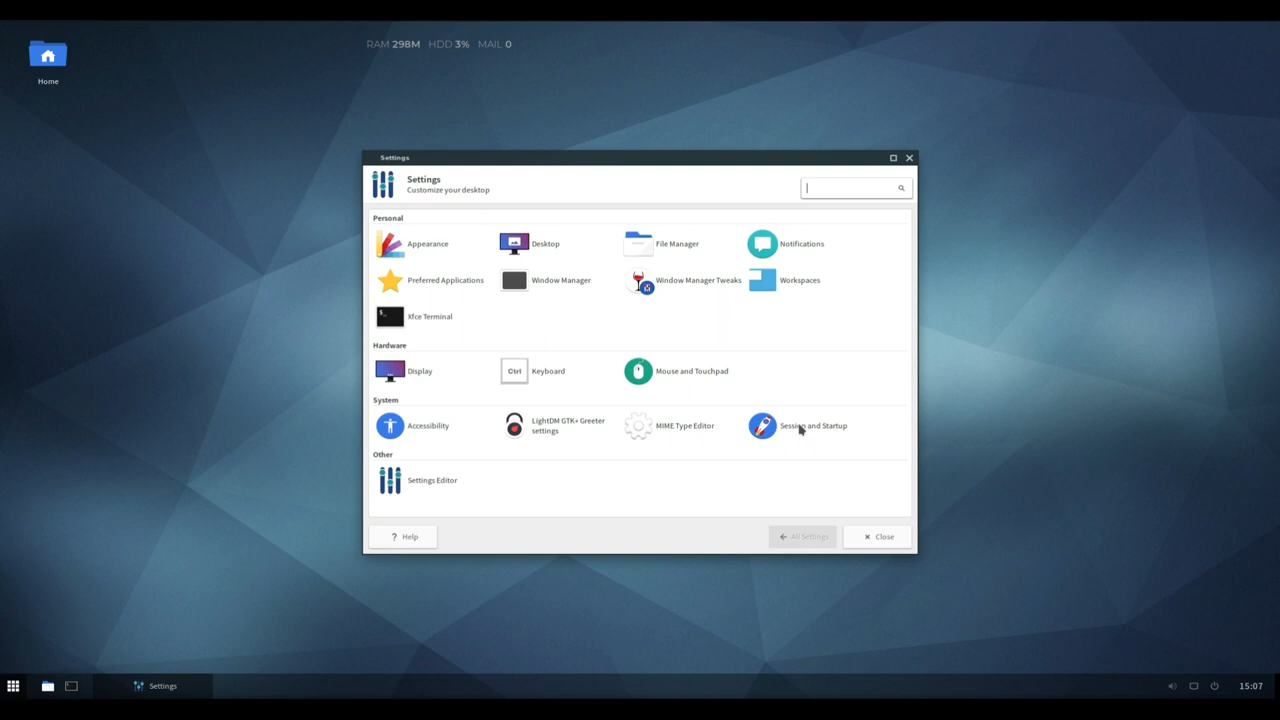 RAM 298M HDD 3% MAIL 0
Home
Settings
Settings
Customize your desktop
Personal
Appearance
Desktop
File Manager
Notifications
Preferred Applications
Window Manager
Window Manager Tweaks
Workspaces
$_
Xfce Terminal
Hardware
Display
Ctrl
Keyboard
Mouse and Touchpad
System
Accessibility
LightDM GTK+ Greeter
settings
MIME Type Editor
Session and Startup
Other
Settings Editor
? Help
All Settings
Close
Settings
15:07